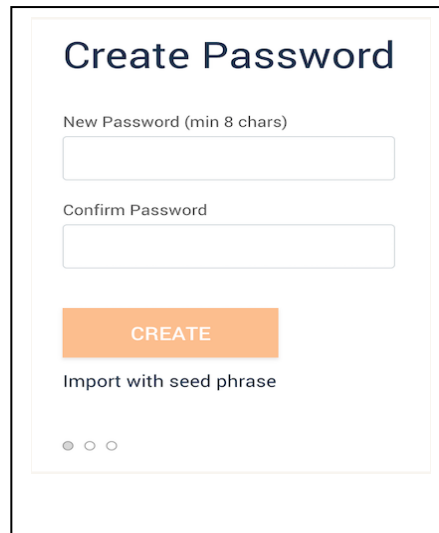 Create Password
New Password (min 8 chars)
Confirm Password
CREATE
Import with seed phrase